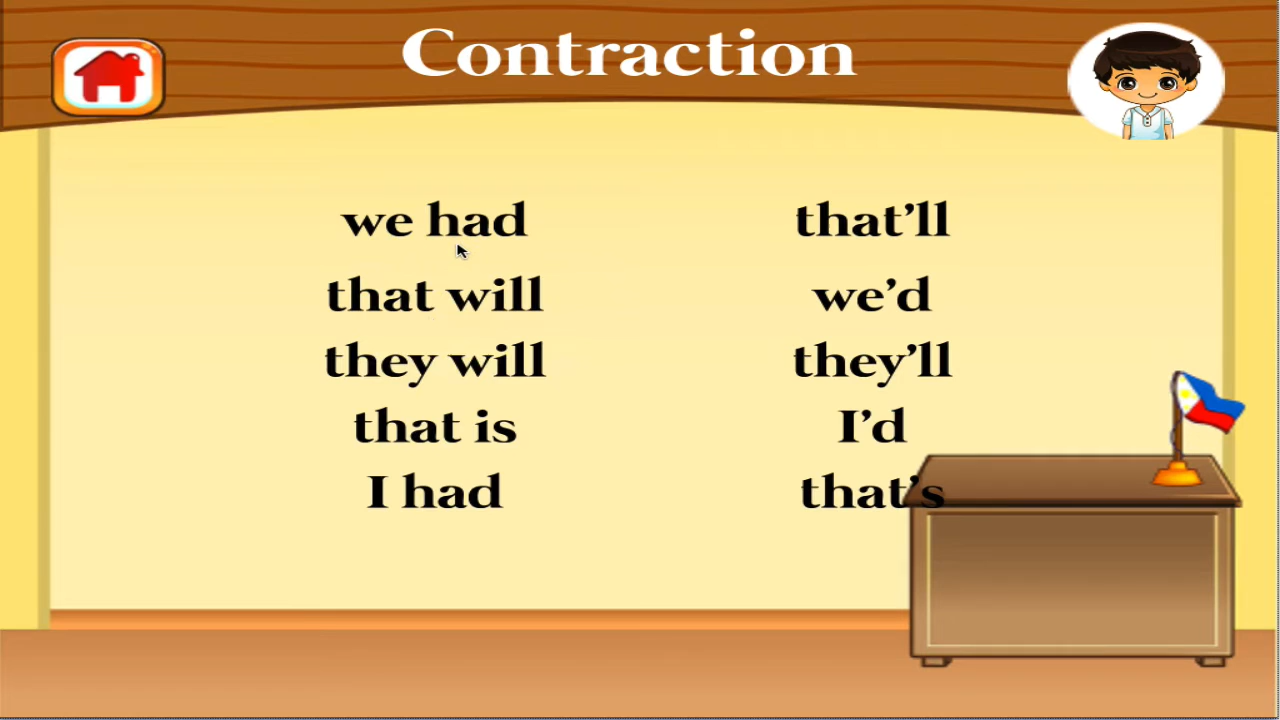 Contraction
we had that’ll
that will we’d
they will they’ll
that is I’d
I had that’s